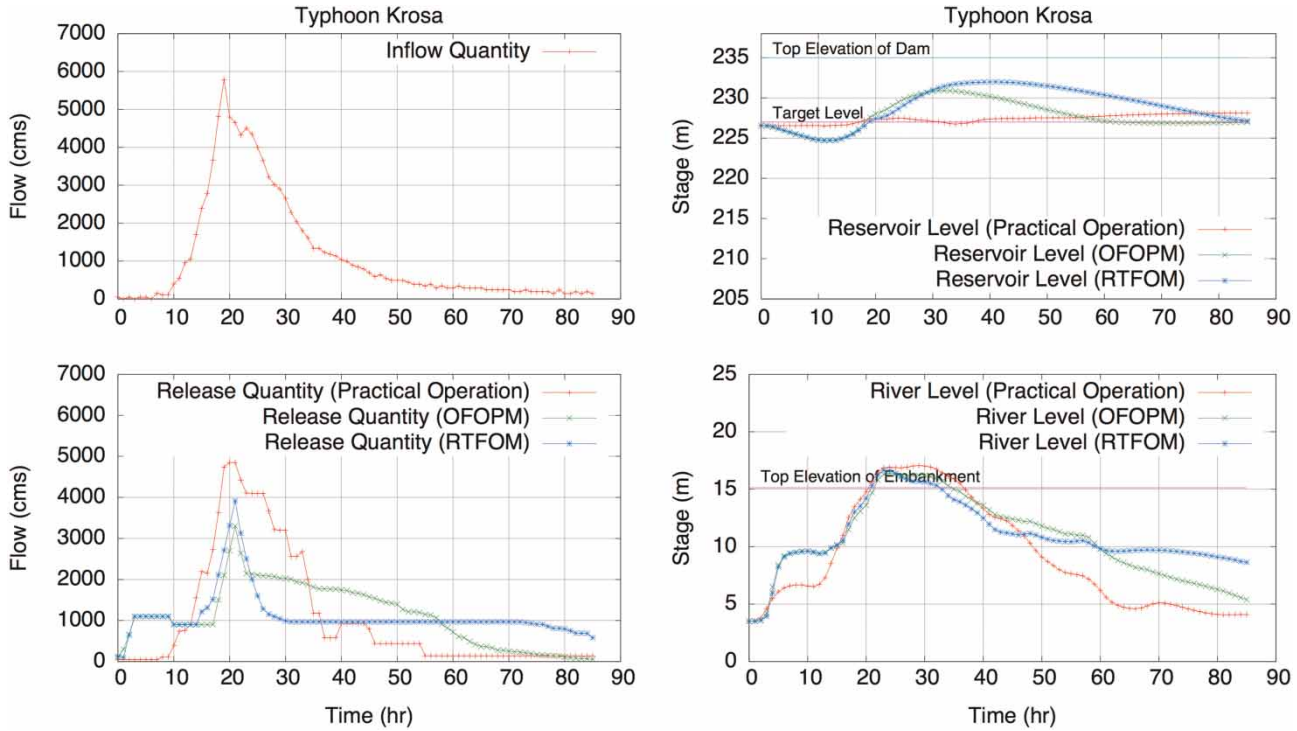 Typhoon Krosa
7000
6000
5000
4000
3000
2000
1000
0
Flow (cms)
Inflow Quantity
0 10 20 30 40 50 60 70 80 90
Typhoon Krosa
235
230
225
220
215
210
205
Stage (m)
Top Elevation of Dam
Target Level
Reservoir Level (Practical Operation)
Reservoir Level (OFOPM)
Reservoir Level (RTFOM)
0 10 20 30 40 50 60 70 80 90
7000
6000
5000
4000
3000
2000
1000
0
Flow (cms)
Release Quantity (Practical Operation)
Release Quantity (OFOPM)
Release Quantity (RTFOM)
0 10 20 30 40 50 60 70 80 90
Time (hr)
25
20
15
10
5
0
Stage (m)
River Level (Practical Operation)
River Level (OFOPM)
River Level (RTFOM)
Top Elevation of Embankment
0 10 20 30 40 50 60 70 80 90
Time (hr)